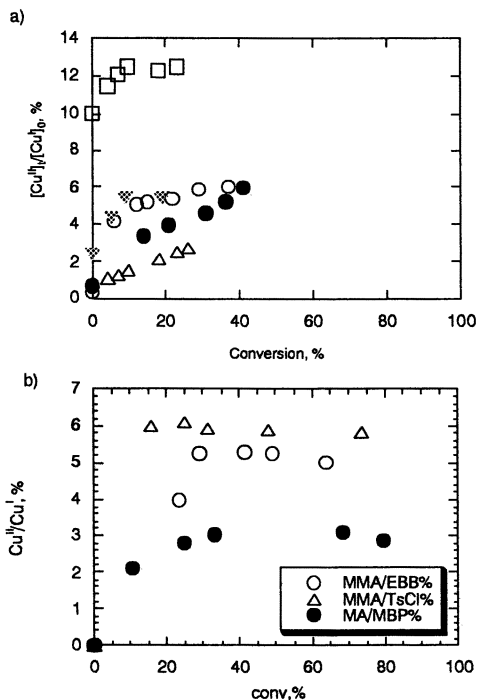 a)
14
12
10
8
6
4
2
0
[Cuᴵᴵ]ₜ/[Cuᴵ]₀, %
0 20 40 60 80 100
Conversion, %
b)
7
6
5
4
3
2
1
0
Cuᴵᴵ/Cuᴵ, %
MMA/EBB%
MMA/TsCl%
MA/MBP%
0 20 40 60 80 100
conv,%